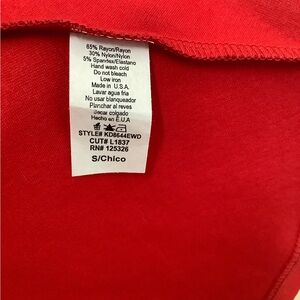 65% Rayon/Rayon
30% Nylon/Nylon
5% Spandex/Elastano
Hand wash cold
Do not bleach
Low iron
Made in U.S.A.
Lavar agua fria
No usar blanqueador
Planchar al reves
Secar colgado
Hecho en E.U.A
STYLE# KD8644EWD
CUT# L1837
RN# 125326
S/Chico